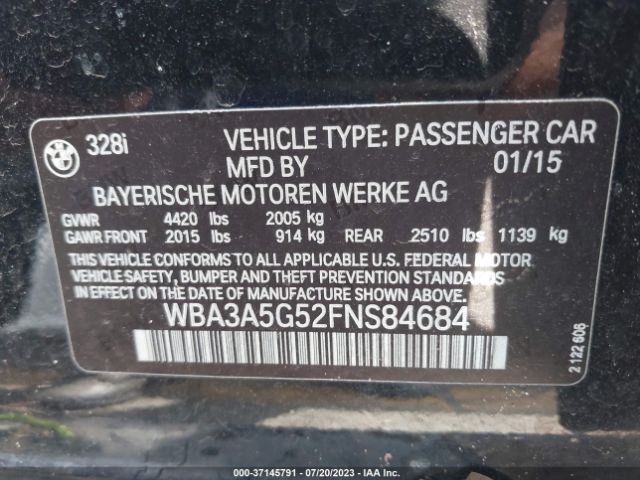 BMW
328i VEHICLE TYPE: PASSENGER CAR
MFD BY 01/15
BAYERISCHE MOTOREN WERKE AG
GVWR 4420 lbs 2005 kg
GAWR FRONT 2015 lbs 914 kg REAR 2510 lbs 1139 kg
THIS VEHICLE CONFORMS TO ALL APPLICABLE U.S. FEDERAL MOTOR
VEHICLE SAFETY, BUMPER AND THEFT PREVENTION STANDARDS
IN EFFECT ON THE DATE OF MANUFACTURE SHOWN ABOVE.
WBA3A5G52FNS84684
2 122 606
000-37145791 - 07/20/2023 - IAA Inc.